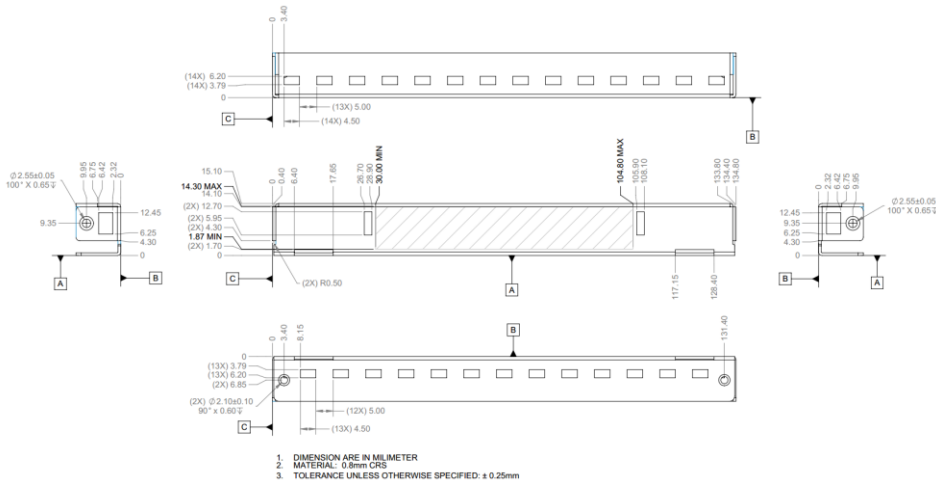 0
3.40
(14X) 6.20
(14X) 3.79
0
(13X) 5.00
(14X) 4.50
C
B
Ø2.55±0.05
100° X 0.65↧
9.95
6.75
6.42
2.32
0
9.35
12.45
6.25
4.30
0
A
B
0
0.40
6.40
17.65
26.70
28.90
30.00 MIN
104.80 MAX
105.90
108.10
133.80
134.40
134.80
15.10
14.30 MAX
14.10
(2X) 12.70
(2X) 5.95
(2X) 4.30
1.87 MIN
(2X) 1.70
0
(2X) R0.50
C
A
117.15
128.40
0
2.32
6.42
6.75
9.95
Ø2.55±0.05
100° X 0.65↧
12.45
9.35
6.25
4.30
0
B
A
0
3.40
8.15
B
131.40
0
(13X) 3.79
(13X) 6.20
(2X) 6.85
(2X) Ø2.10±0.10
90° x 0.60↧
(12X) 5.00
(13X) 4.50
C
1. DIMENSION ARE IN MILIMETER
2. MATERIAL: 0.8mm CRS
3. TOLERANCE UNLESS OTHERWISE SPECIFIED: ± 0.25mm